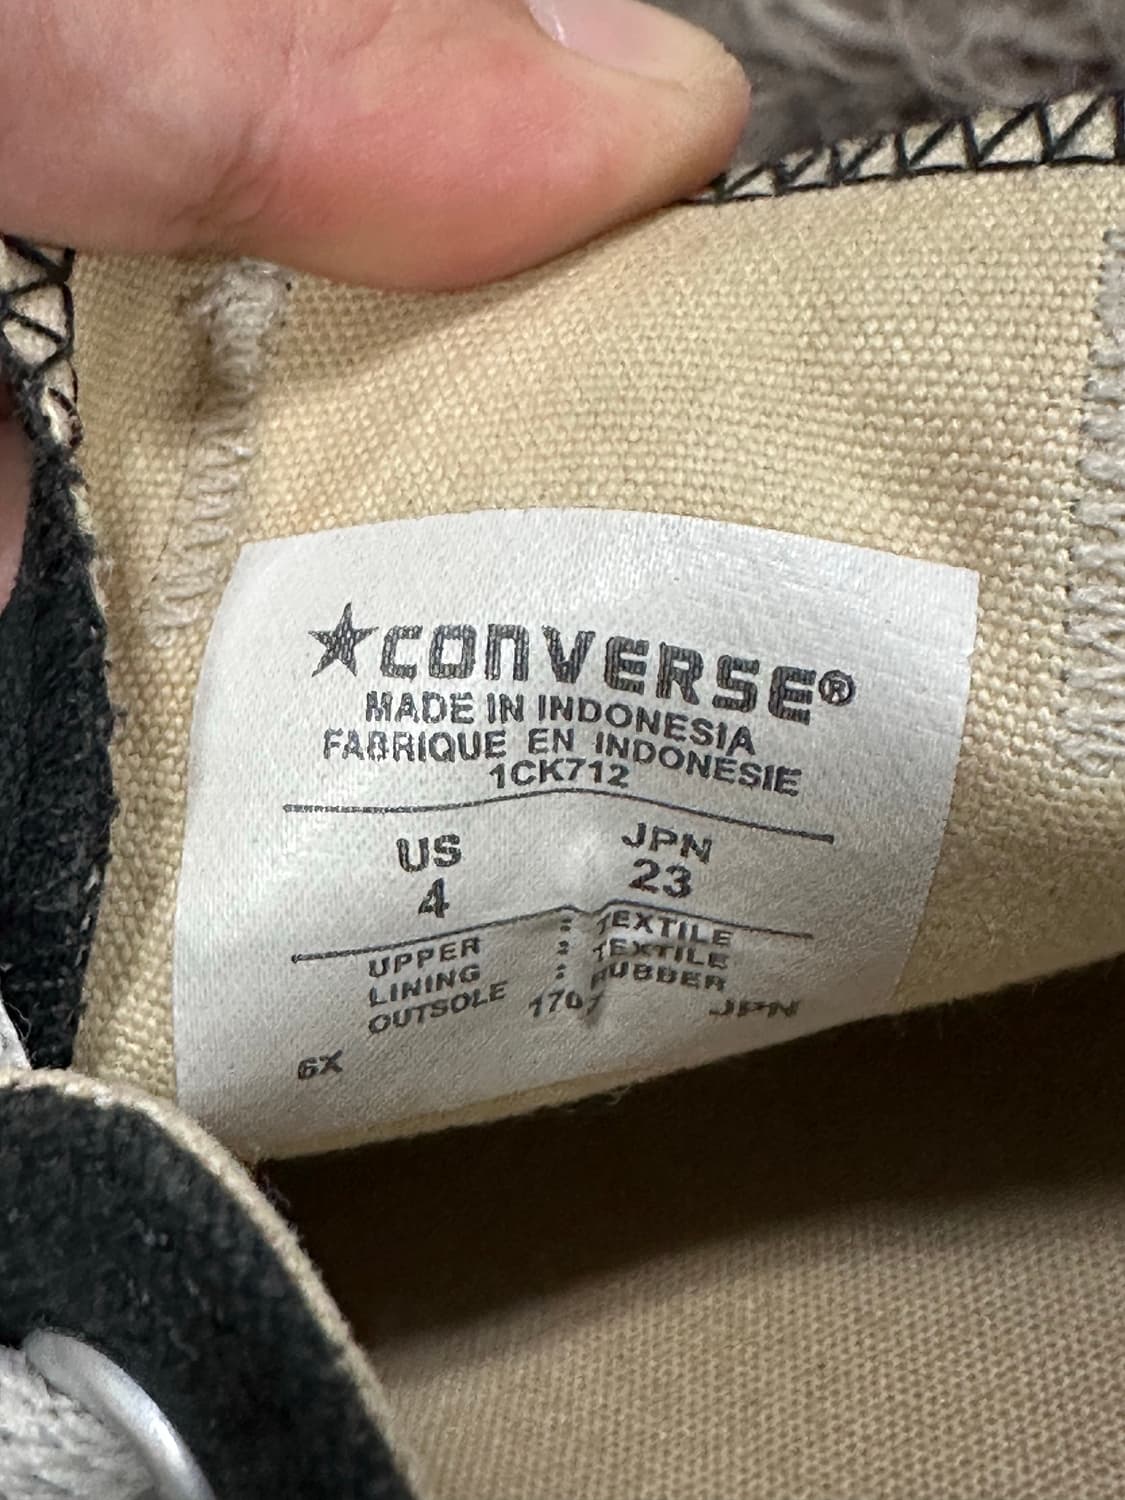 ★CONVERSE®
MADE IN INDONESIA
FABRIQUE EN INDONESIE
1CK712
US JPN
4 23
UPPER : TEXTILE
LINING : TEXTILE
OUTSOLE : RUBBER
1707 JPN
6X